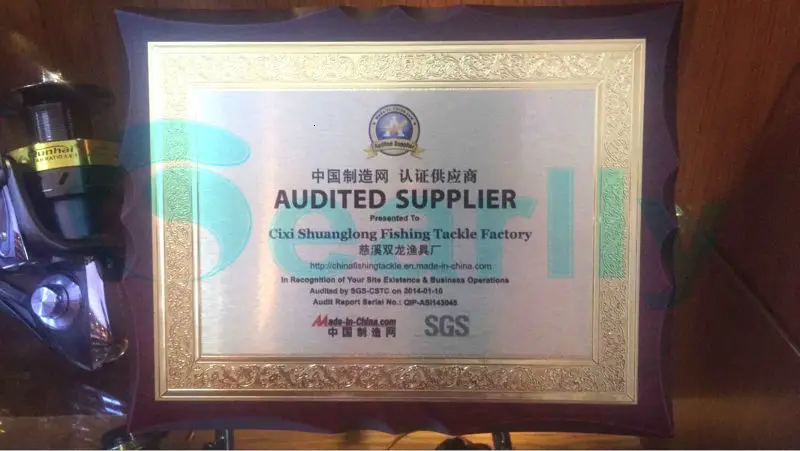 Audited Supplier
中国制造网 认证供应商
AUDITED SUPPLIER
Presented To
Cixi Shuanglong Fishing Tackle Factory
慈溪双龙渔具厂
http://chinafishingtackle.en.made-in-china.com
In Recognition of Your Site Existence & Business Operations
Audited by SGS-CSTC on 2014-01-10
Audit Report Serial No.: QIP-ASI143045
Made-in-China.com
中国制造网
SGS
Searly